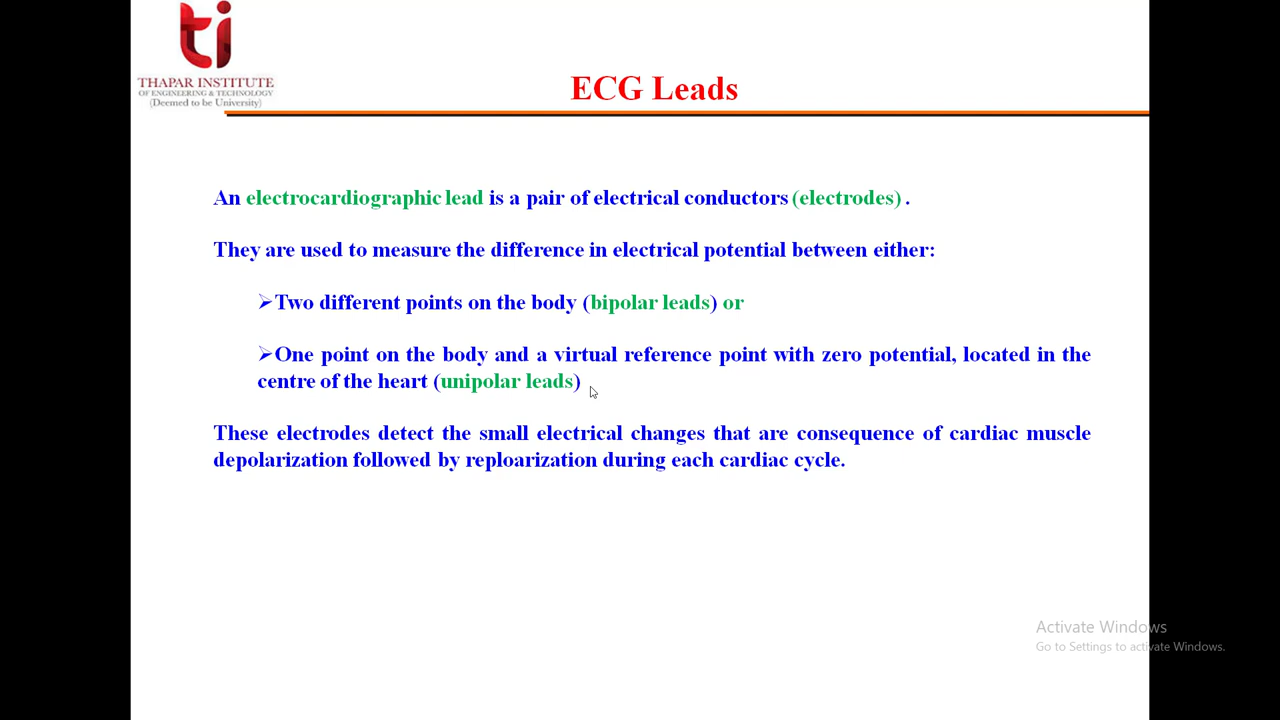 ti
THAPAR INSTITUTE
OF ENGINEERING & TECHNOLOGY
(Deemed to be University)
ECG Leads
An electrocardiographic lead is a pair of electrical conductors (electrodes) .
They are used to measure the difference in electrical potential between either:
➢Two different points on the body (bipolar leads) or
➢One point on the body and a virtual reference point with zero potential, located in the
centre of the heart (unipolar leads)
These electrodes detect the small electrical changes that are consequence of cardiac muscle
depolarization followed by reploarization during each cardiac cycle.
Activate Windows
Go to Settings to activate Windows.